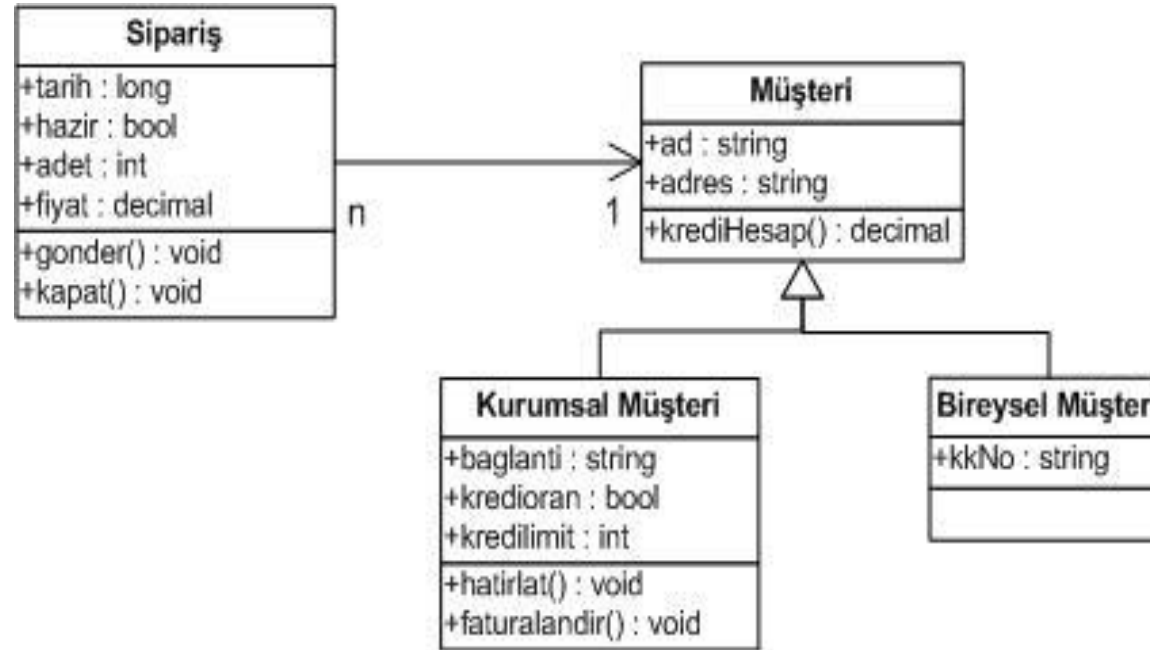 Sipariş
+tarih : long
+hazir : bool
+adet : int
+fiyat : decimal
+gonder() : void
+kapat() : void
n
1
Müşteri
+ad : string
+adres : string
+krediHesap() : decimal
Kurumsal Müşteri
+baglanti : string
+kredioran : bool
+kredilimit : int
+hatirlat() : void
+faturalandir() : void
Bireysel Müşter
+kkNo : string